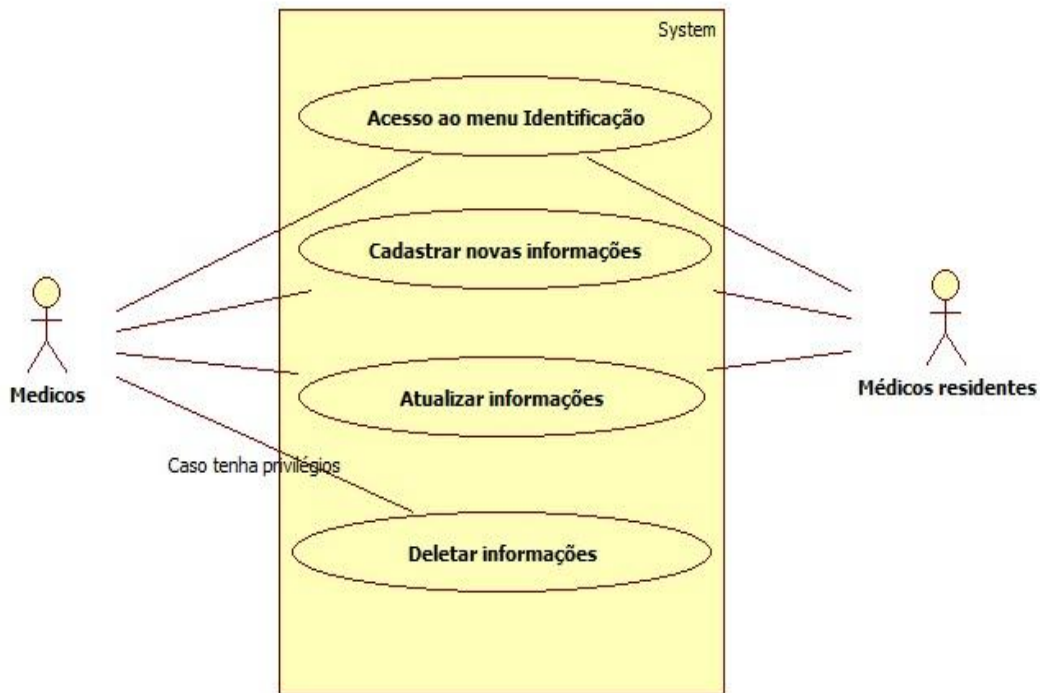 System
Acesso ao menu Identificação
Cadastrar novas informações
Medicos
Médicos residentes
Atualizar informações
Caso tenha privilégios
Deletar informações